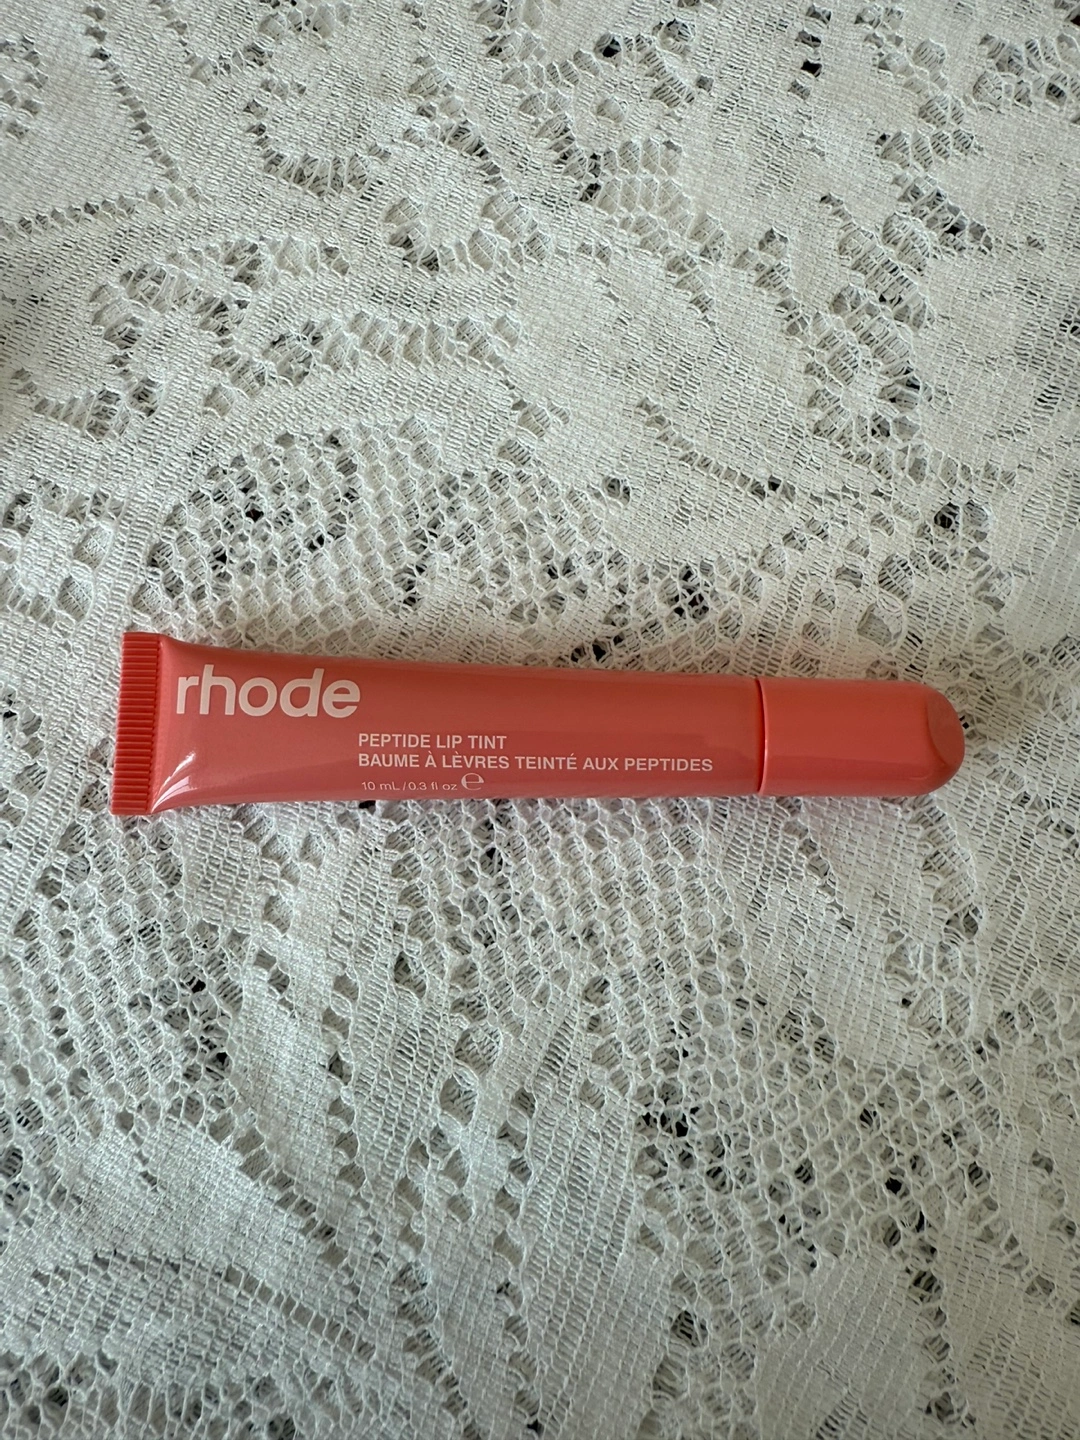 rhode
PEPTIDE LIP TINT
BAUME À LÈVRES TEINTÉ AUX PEPTIDES
10 mL / 0.3 fl oz ℮